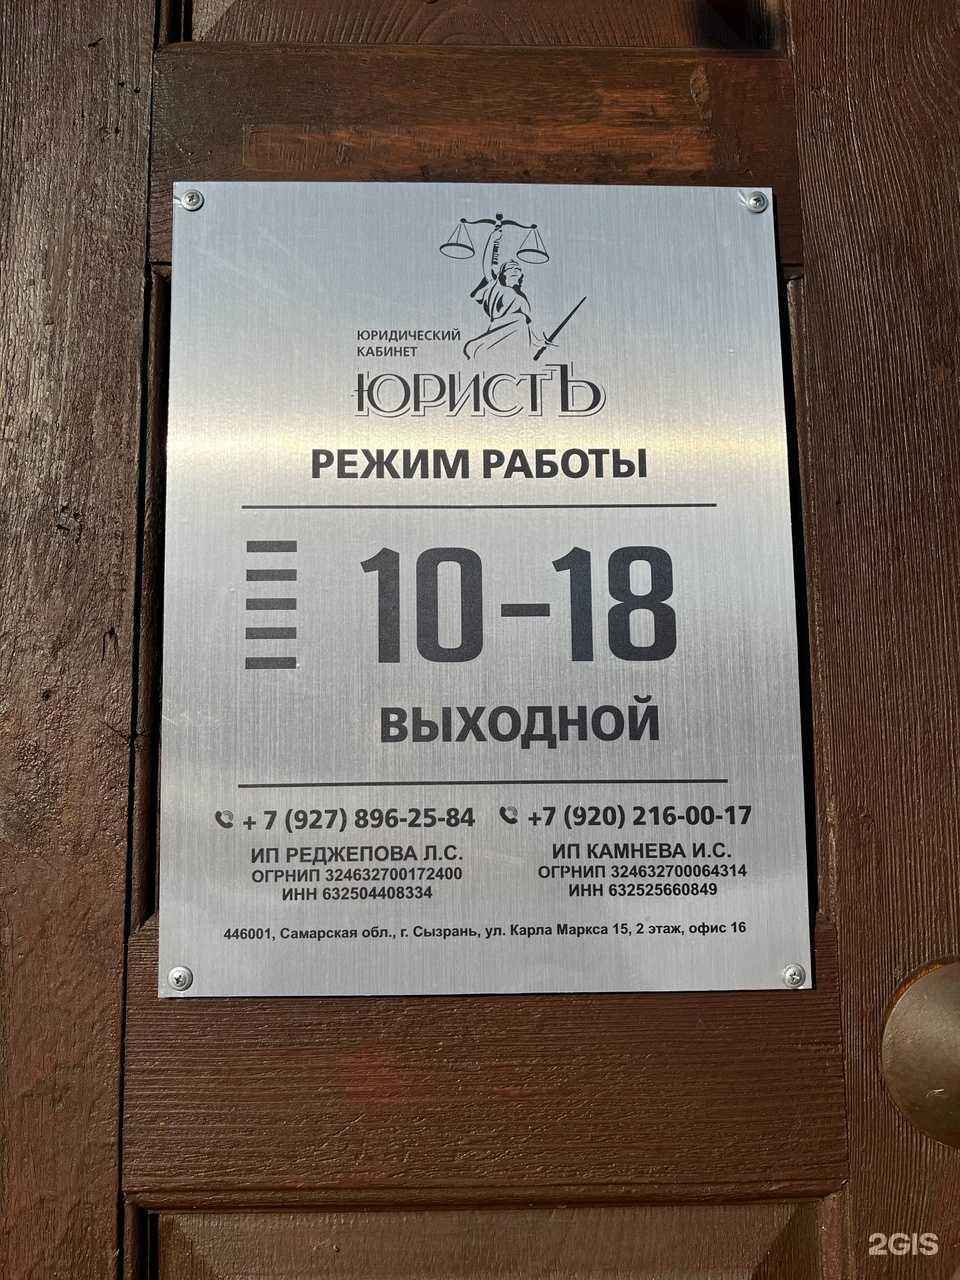 ЮРИДИЧЕСКИЙ
КАБИНЕТ
ЮРИСТЪ
РЕЖИМ РАБОТЫ
10-18
ВЫХОДНОЙ
+ 7 (927) 896-25-84 +7 (920) 216-00-17
ИП РЕДЖЕПОВА Л.С. ИП КАМНЕВА И.С.
ОГРНИП 324632700172400 ОГРНИП 324632700064314
ИНН 632504408334 ИНН 632525660849
446001, Самарская обл., г. Сызрань, ул. Карла Маркса 15, 2 этаж, офис 16
2GIS